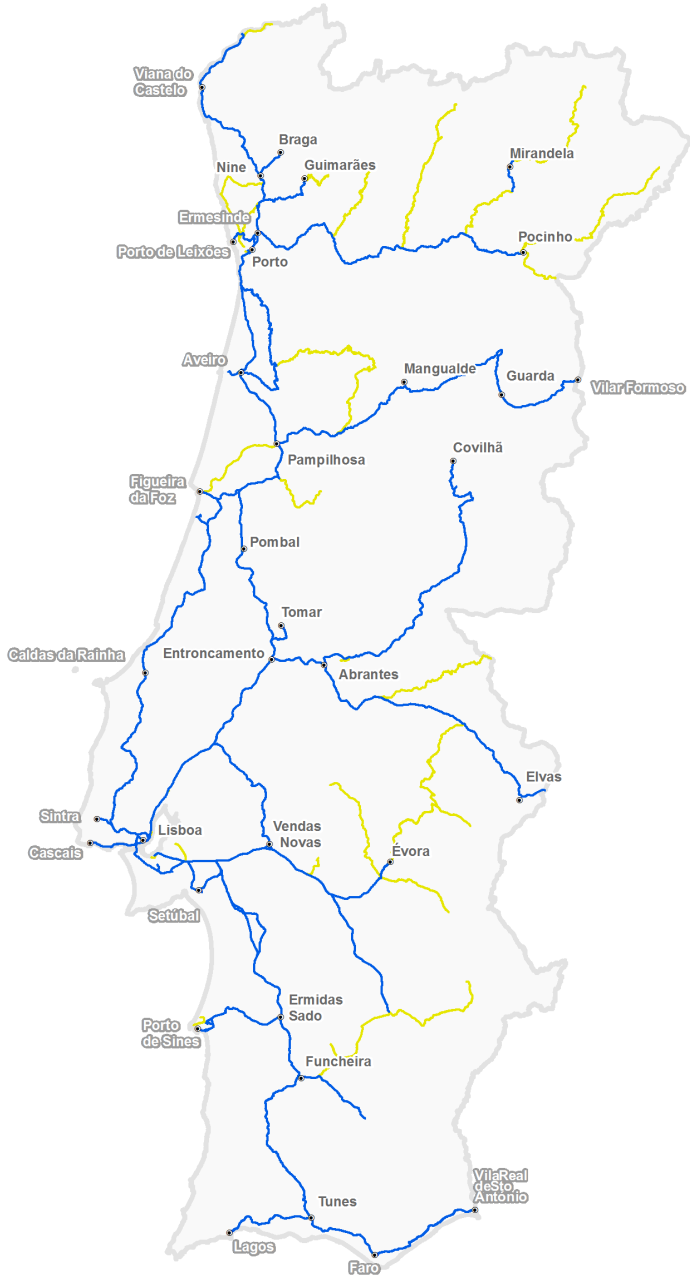 Viana do
Castelo
Braga
Nine
Guimarães
Mirandela
Ermesinde
Porto de Leixões
Porto
Pocinho
Aveiro
Mangualde
Guarda
Vilar Formoso
Covilhã
Pampilhosa
Figueira
da Foz
Pombal
Tomar
Caldas da Rainha
Entroncamento
Abrantes
Elvas
Sintra
Lisboa
Vendas
Novas
Cascais
Évora
Setúbal
Ermidas
Sado
Porto
de Sines
Funcheira
VilaReal
deSto
António
Tunes
Lagos
Faro